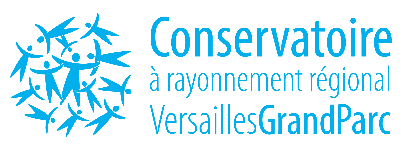 Conservatoire
à rayonnement régional
VersaillesGrandParc